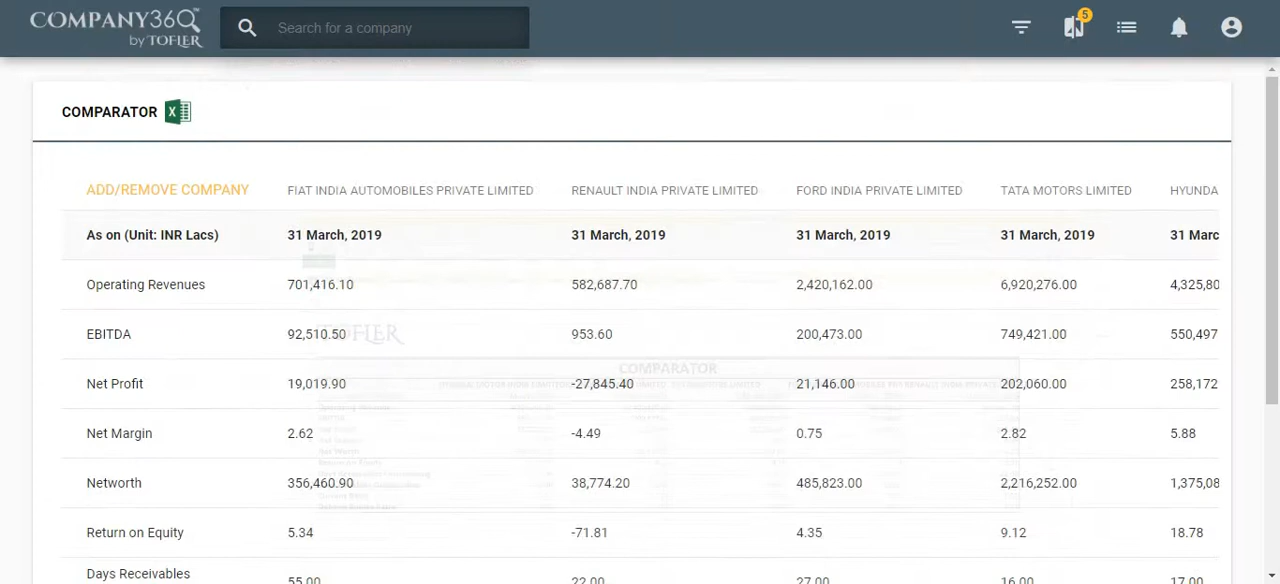 COMPANY360™
by TOFLER
Search for a company
5
COMPARATOR
ADD/REMOVE COMPANY FIAT INDIA AUTOMOBILES PRIVATE LIMITED RENAULT INDIA PRIVATE LIMITED FORD INDIA PRIVATE LIMITED TATA MOTORS LIMITED HYUNDA
As on (Unit: INR Lacs) 31 March, 2019 31 March, 2019 31 March, 2019 31 March, 2019 31 Marc
Operating Revenues 701,416.10 582,687.70 2,420,162.00 6,920,276.00 4,325,80
EBITDA 92,510.50 953.60 200,473.00 749,421.00 550,497
TOFLER
COMPARATOR
Net Profit 19,019.90 -27,845.40 21,146.00 202,060.00 258,172
Net Margin 2.62 -4.49 0.75 2.82 5.88
Networth 356,460.90 38,774.20 485,823.00 2,216,252.00 1,375,08
Return on Equity 5.34 -71.81 4.35 9.12 18.78
Days Receivables 55.00 22.00 27.00 16.00 17.00